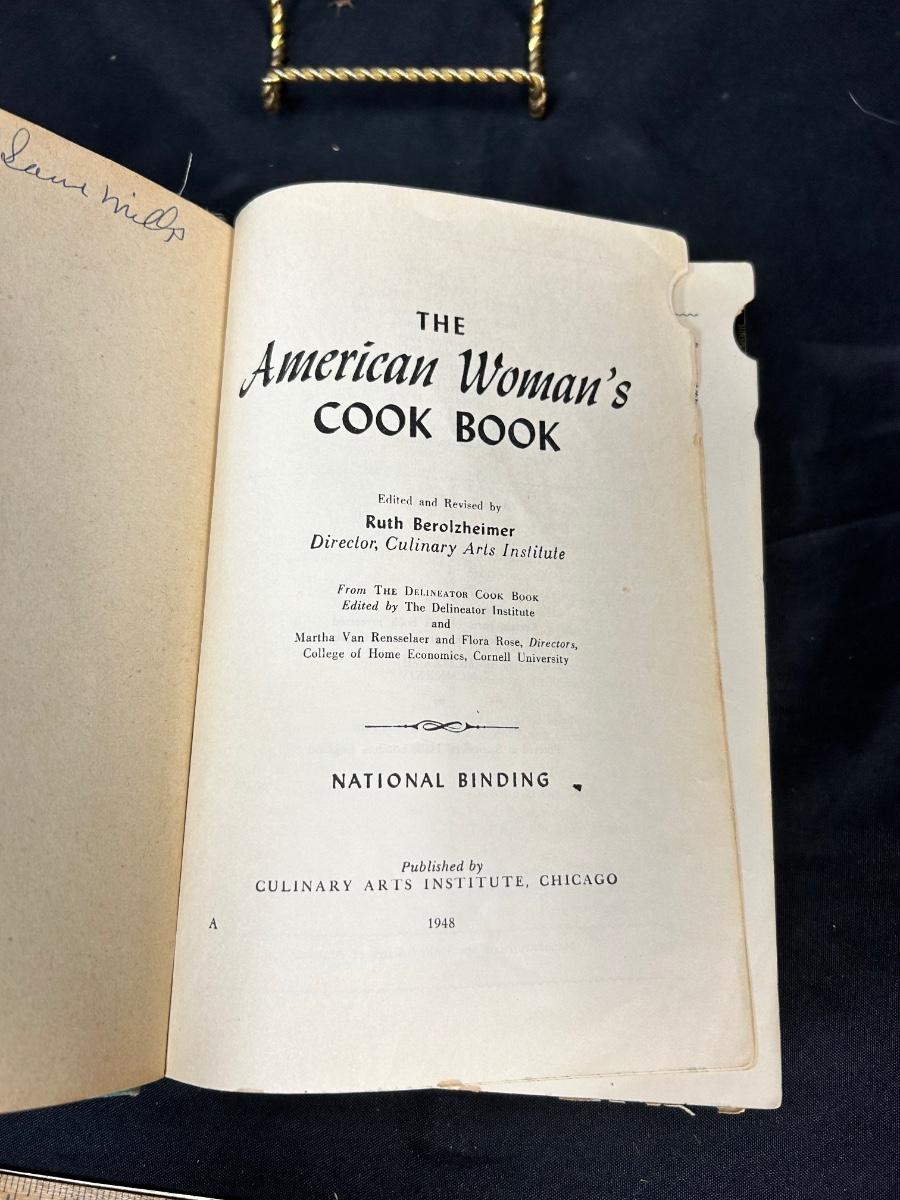 THE
American Woman's
COOK BOOK
Edited and Revised by
Ruth Berolzheimer
Director, Culinary Arts Institute
From THE DELINEATOR COOK BOOK
Edited by The Delineator Institute
and
Martha Van Rensselaer and Flora Rose, Directors,
College of Home Economics, Cornell University
NATIONAL BINDING
Published by
CULINARY ARTS INSTITUTE, CHICAGO
A 1948